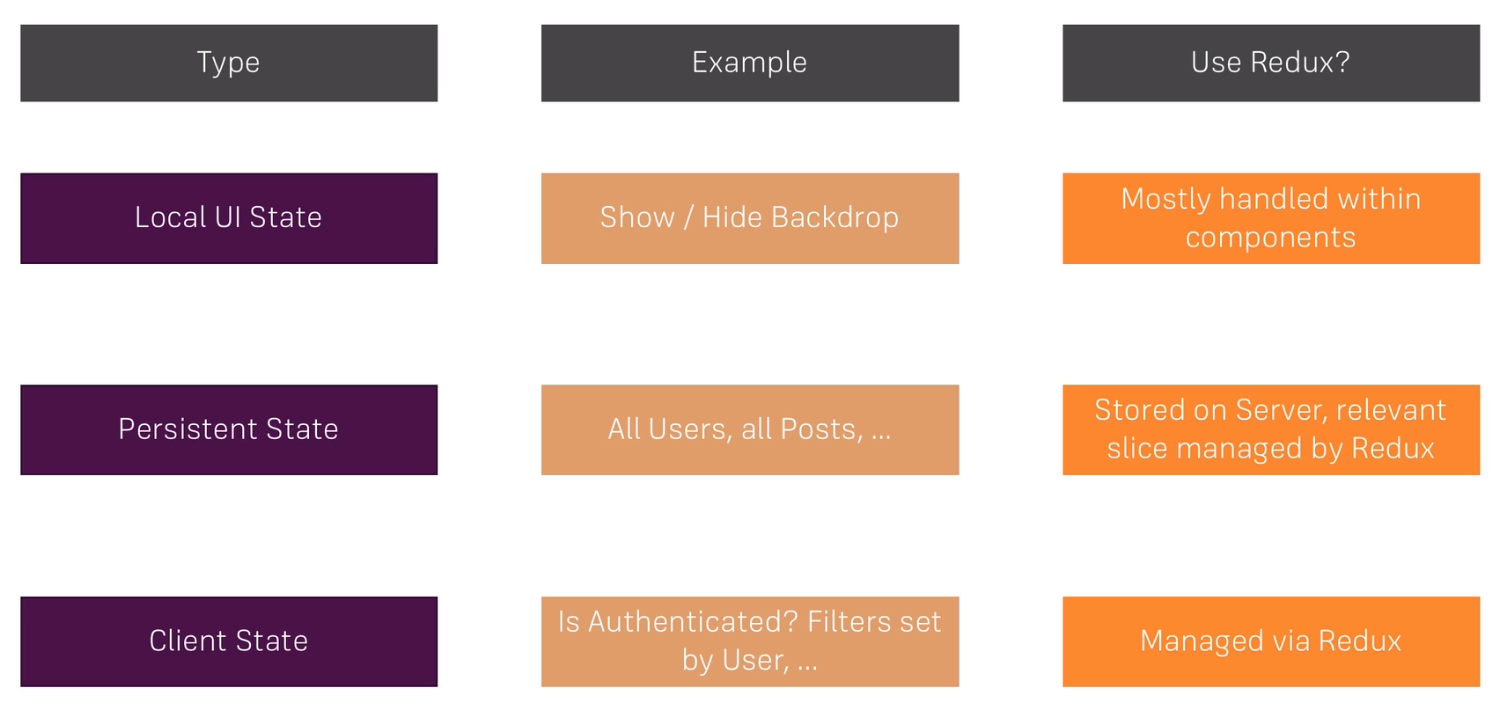 Type
Example
Use Redux?
Local UI State
Show / Hide Backdrop
Mostly handled within
components
Persistent State
All Users, all Posts, ...
Stored on Server, relevant
slice managed by Redux
Client State
Is Authenticated? Filters set
by User, ...
Managed via Redux